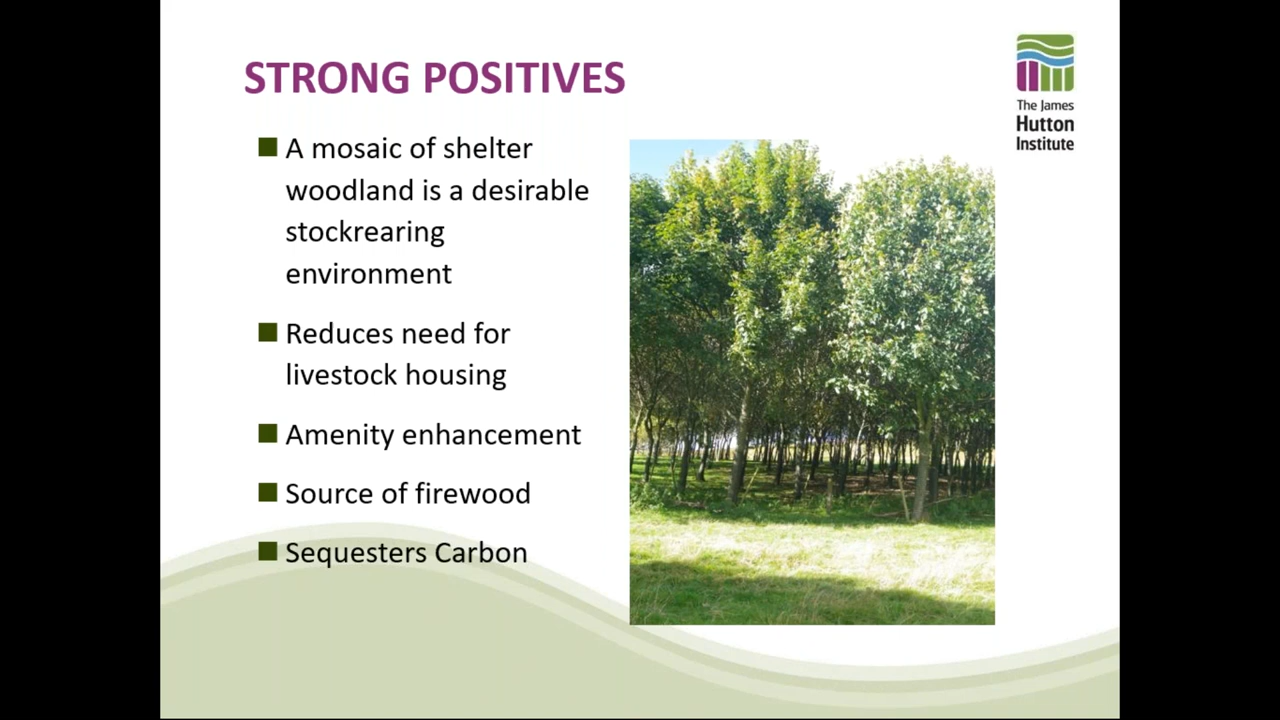 STRONG POSITIVES
The James
Hutton
Institute
A mosaic of shelter
woodland is a desirable
stockrearing
environment
Reduces need for
livestock housing
Amenity enhancement
Source of firewood
Sequesters Carbon